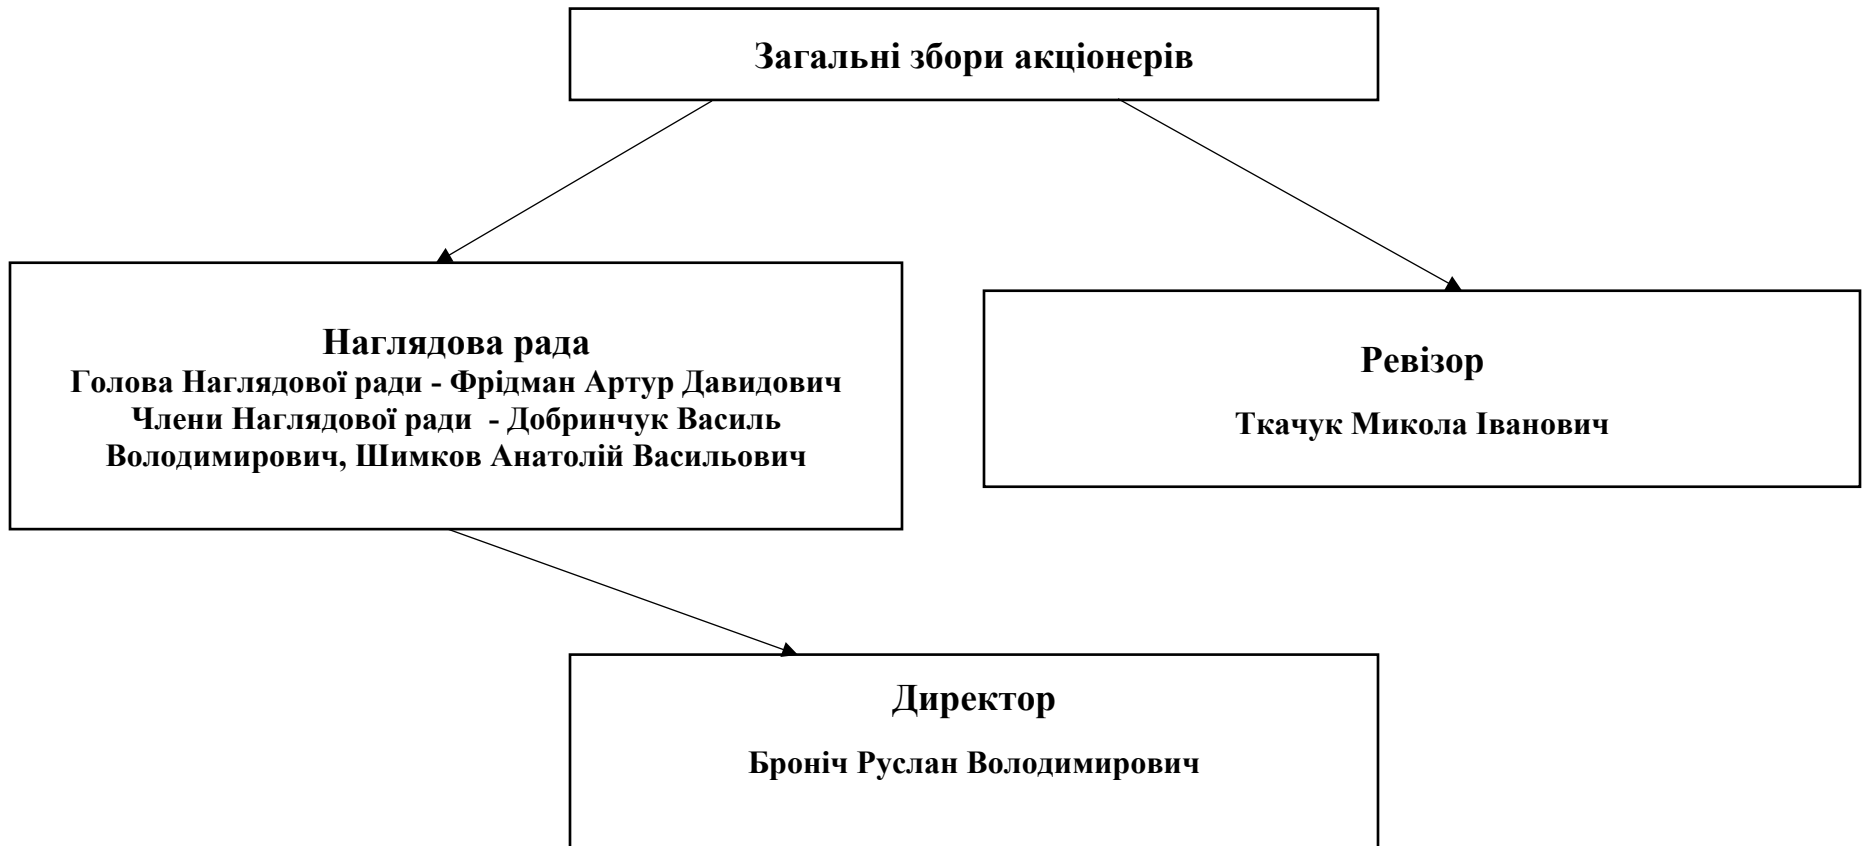 Загальні збори акціонерів
Наглядова рада
Голова Наглядової ради - Фрідман Артур Давидович
Члени Наглядової ради  - Добринчук Василь
Володимирович, Шимков Анатолій Васильович
Ревізор
Ткачук Микола Іванович
Директор
Броніч Руслан Володимирович